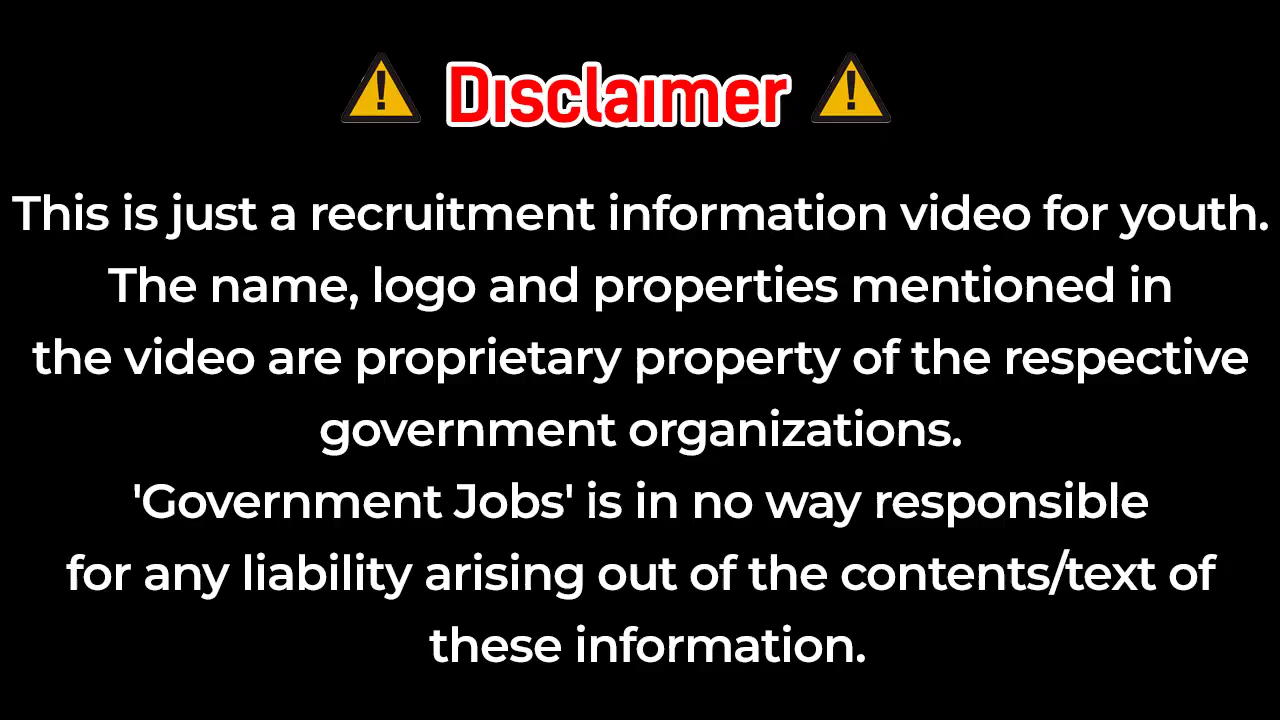 Disclaimer
This is just a recruitment information video for youth.
The name, logo and properties mentioned in
the video are proprietary property of the respective
government organizations.
'Government Jobs' is in no way responsible
for any liability arising out of the contents/text of
these information.